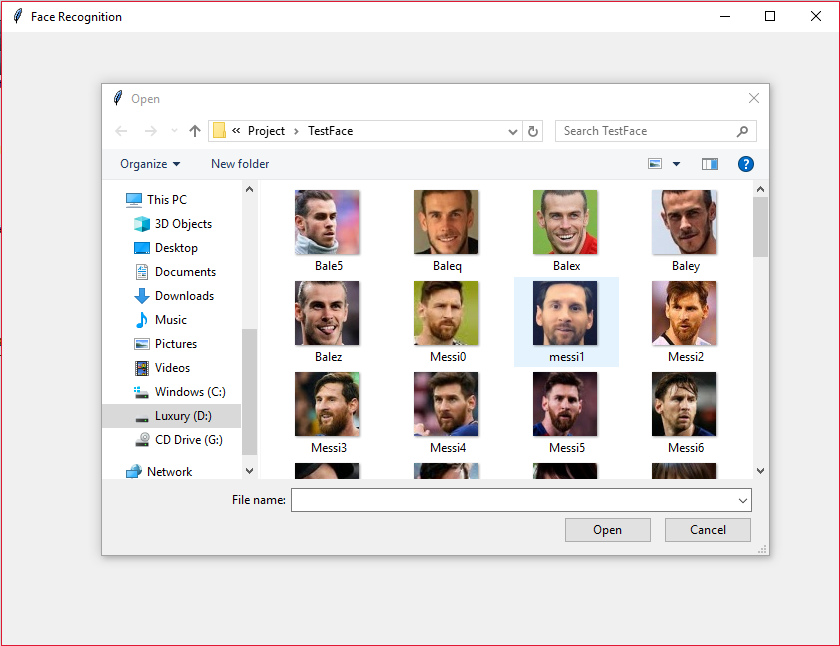 Face Recognition
Open
« Project › TestFace
Search TestFace
Organize
New folder
This PC
3D Objects
Desktop
Documents
Downloads
Music
Pictures
Videos
Windows (C:)
Luxury (D:)
CD Drive (G:)
Network
Bale5
Baleq
Balex
Baley
Balez
Messi0
messi1
Messi2
Messi3
Messi4
Messi5
Messi6
File name:
Open
Cancel